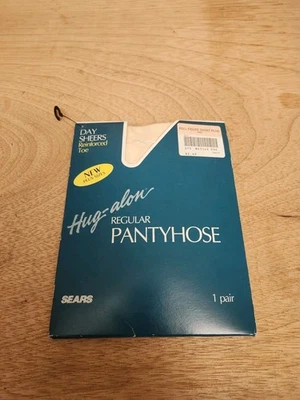 DAY
SHEERS
Reinforced
Toe
NEW
Hug-alon
REGULAR
PANTYHOSE
SEARS
1 pair